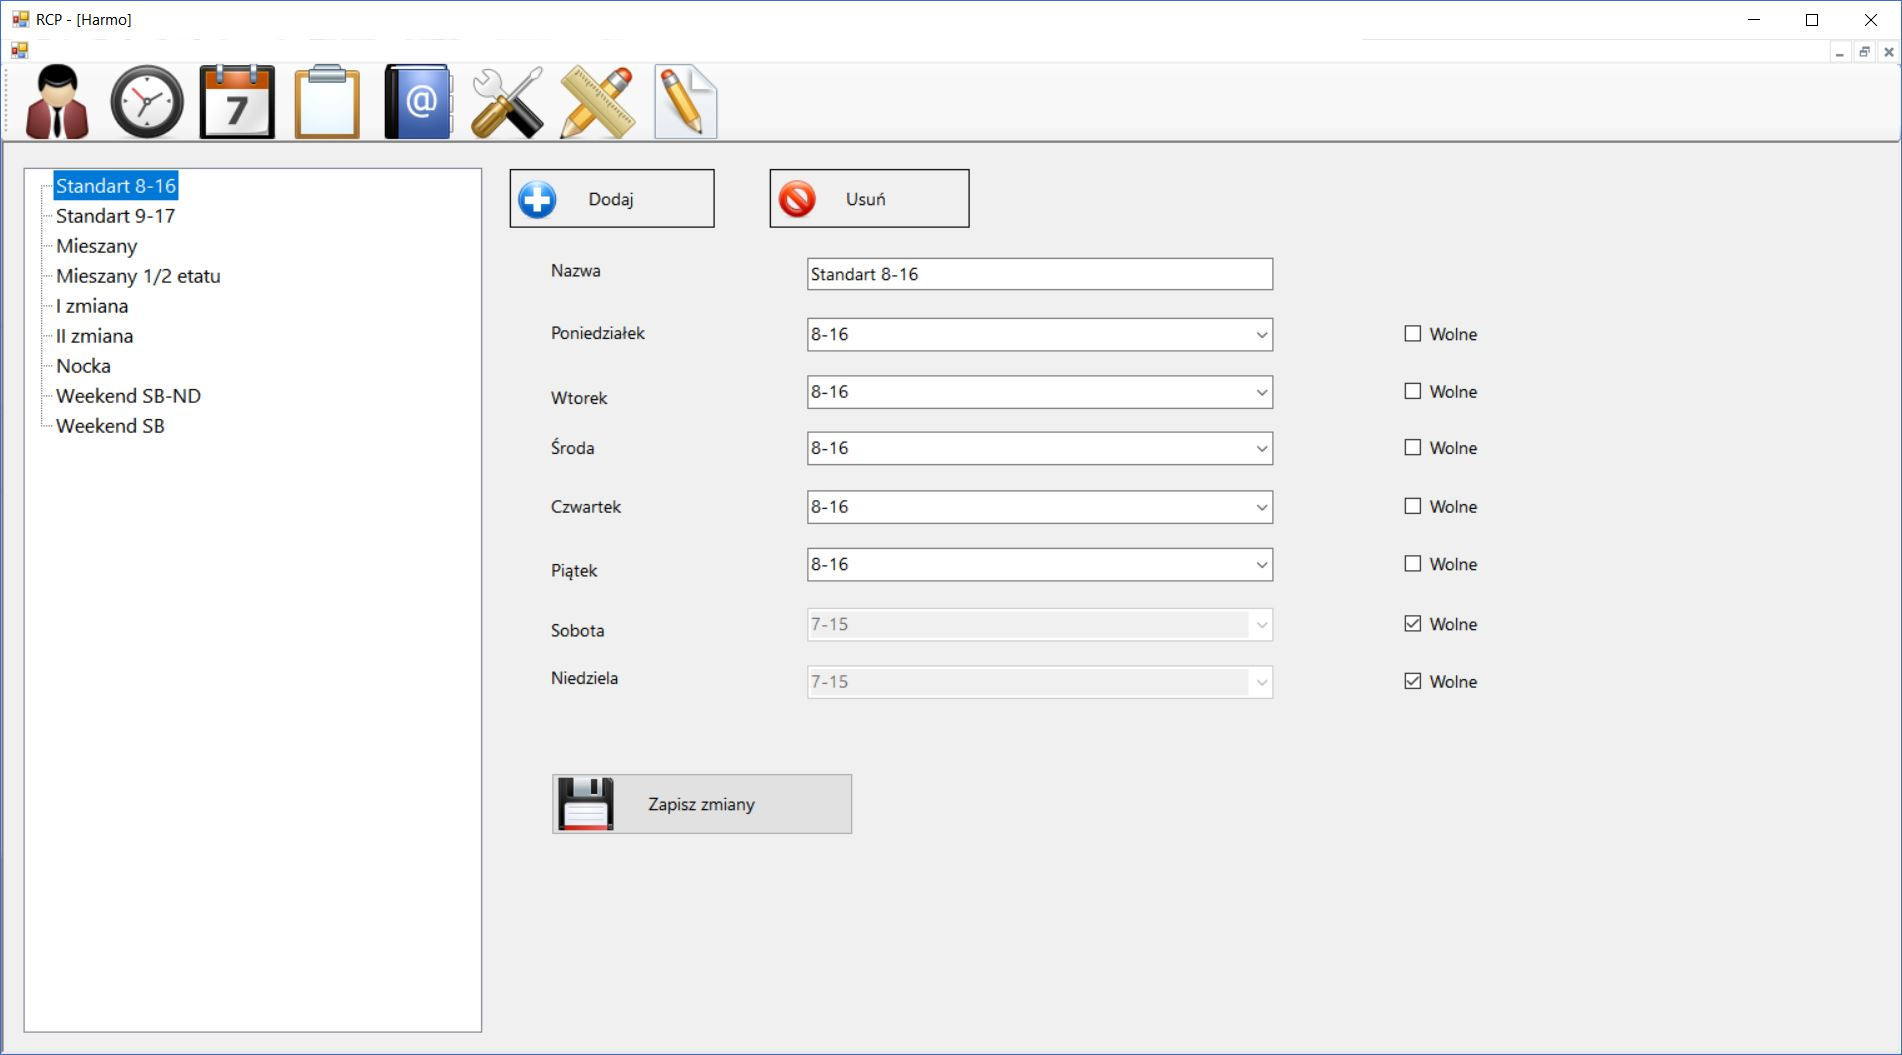 RCP - [Harmo]
7
@
Standart 8-16
Standart 9-17
Mieszany
Mieszany 1/2 etatu
I zmiana
II zmiana
Nocka
Weekend SB-ND
Weekend SB
Dodaj
Usuń
Nazwa
Standart 8-16
Poniedziałek
8-16
Wolne
Wtorek
8-16
Wolne
Środa
8-16
Wolne
Czwartek
8-16
Wolne
Piątek
8-16
Wolne
Sobota
7-15
Wolne
Niedziela
7-15
Wolne
Zapisz zmiany